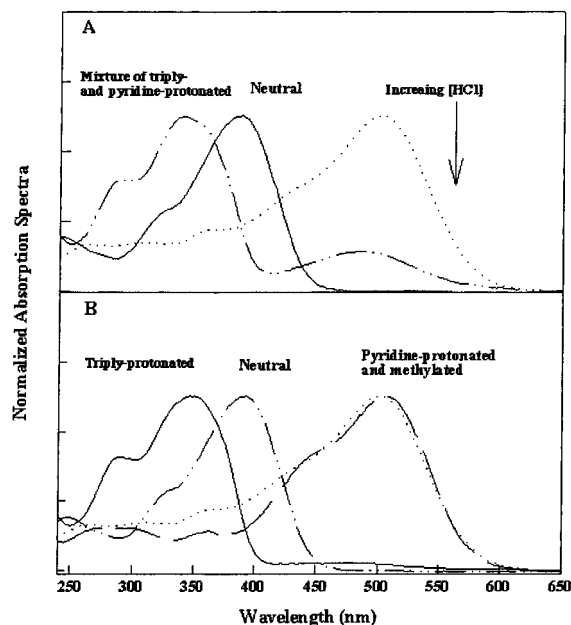 A
Mixture of triply-
and pyridine-protonated
Neutral
Increaing [HCl]
Normalized Absorption Spectra
B
Triply-protonated
Neutral
Pyridine-protonated
and methylated
250 300 350 400 450 500 550 600 650
Wavelength (nm)